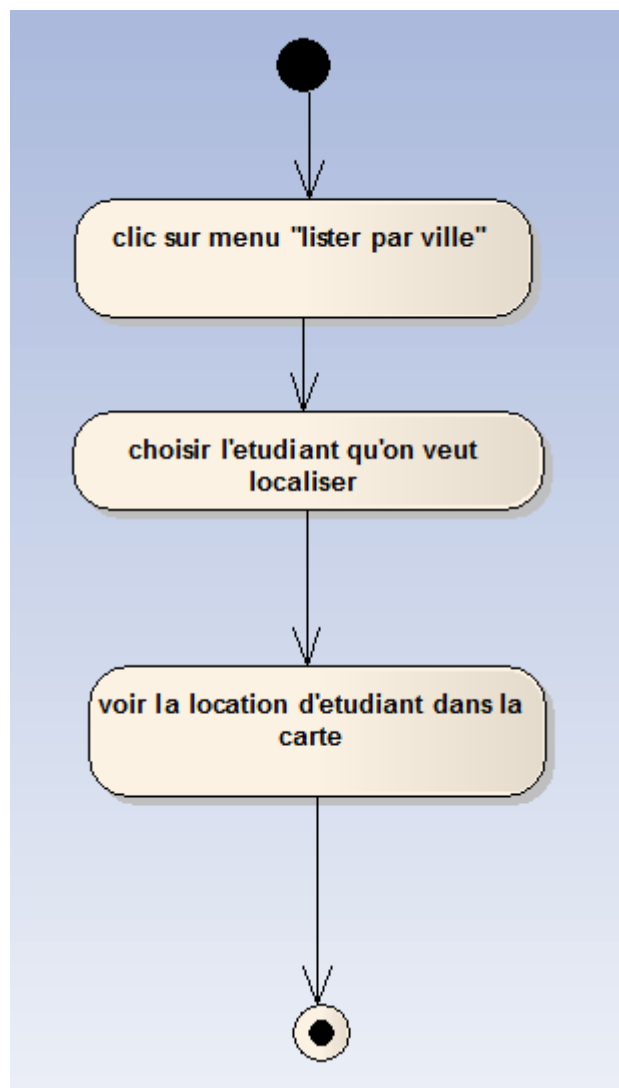 clic sur menu "lister par ville"
choisir l'etudiant qu'on veut
localiser
voir la location d'etudiant dans la
carte